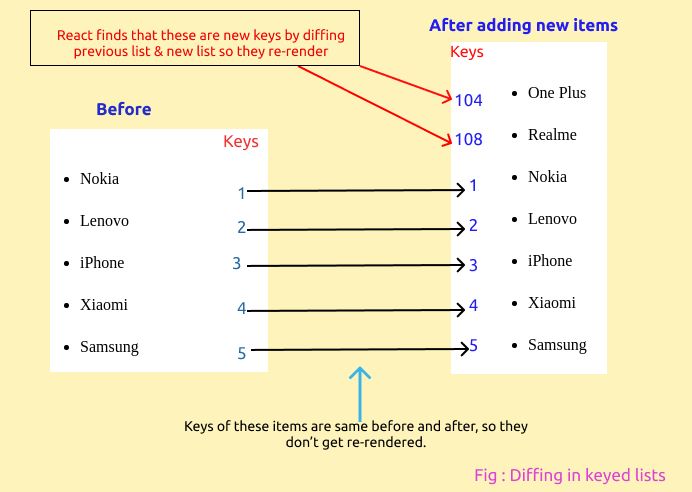 React finds that these are new keys by diffing
previous list & new list so they re-render
After adding new items
Keys
104 • One Plus
108 • Realme
1 • Nokia
2 • Lenovo
3 • iPhone
4 • Xiaomi
5 • Samsung
Before
Keys
• Nokia 1
• Lenovo 2
• iPhone 3
• Xiaomi 4
• Samsung 5
Keys of these items are same before and after, so they
don't get re-rendered.
Fig : Diffing in keyed lists